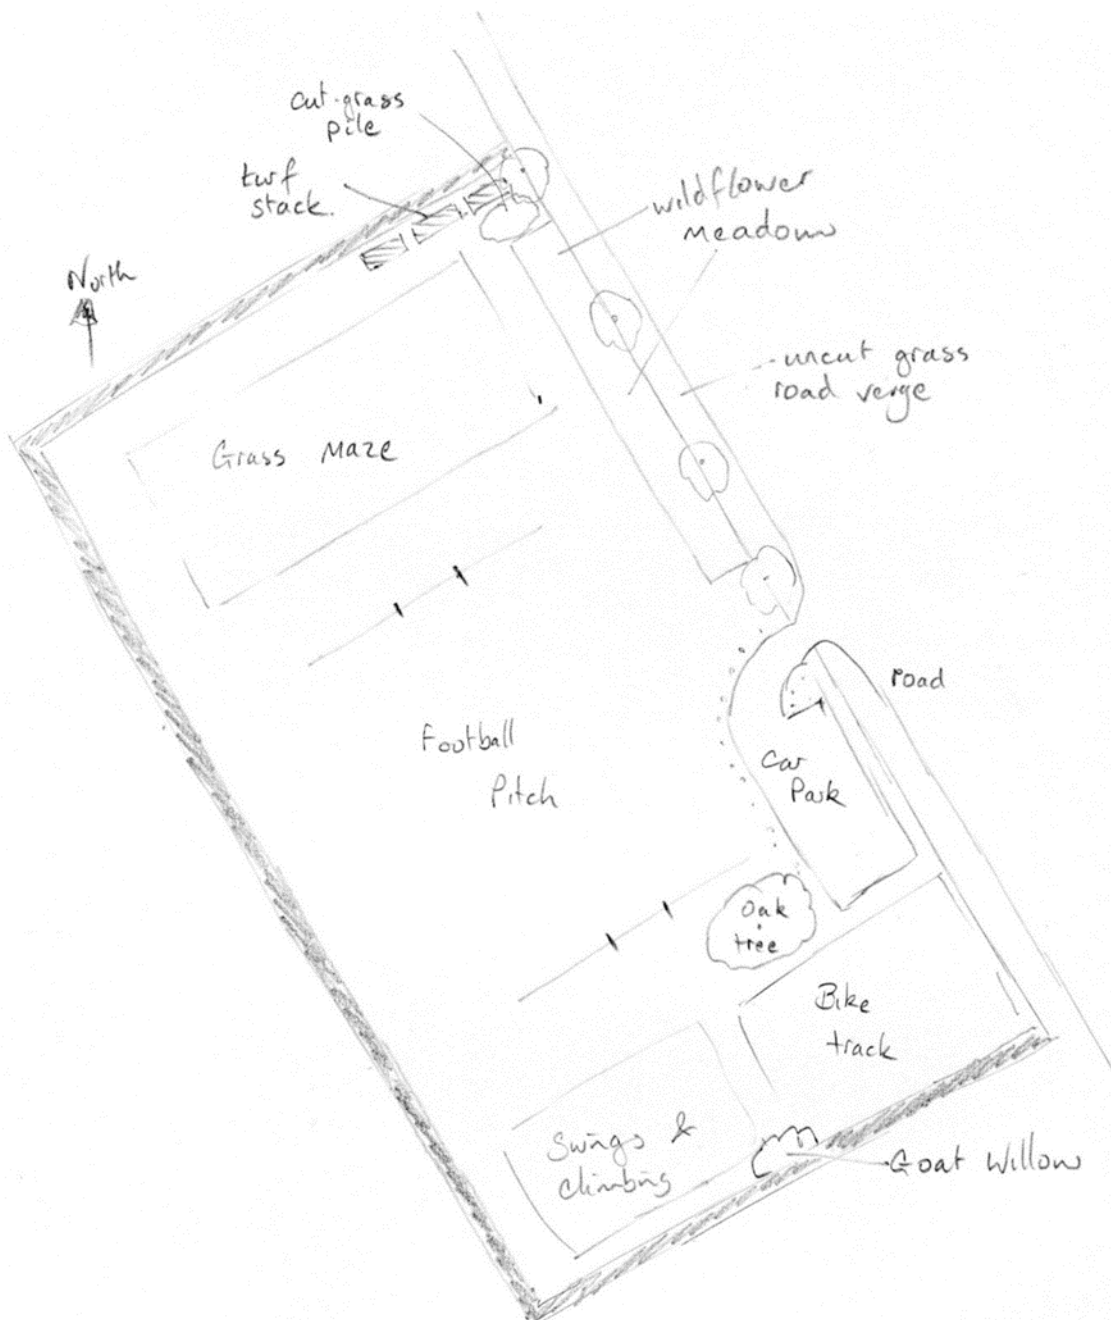 cut-grass
pile
turf
stack.
wildflower
meadow
North
uncut grass
road verge
Grass maze
road
Football
Pitch
Car
Park
Oak
tree
Bike
track
Swings &
climbing
Goat Willow